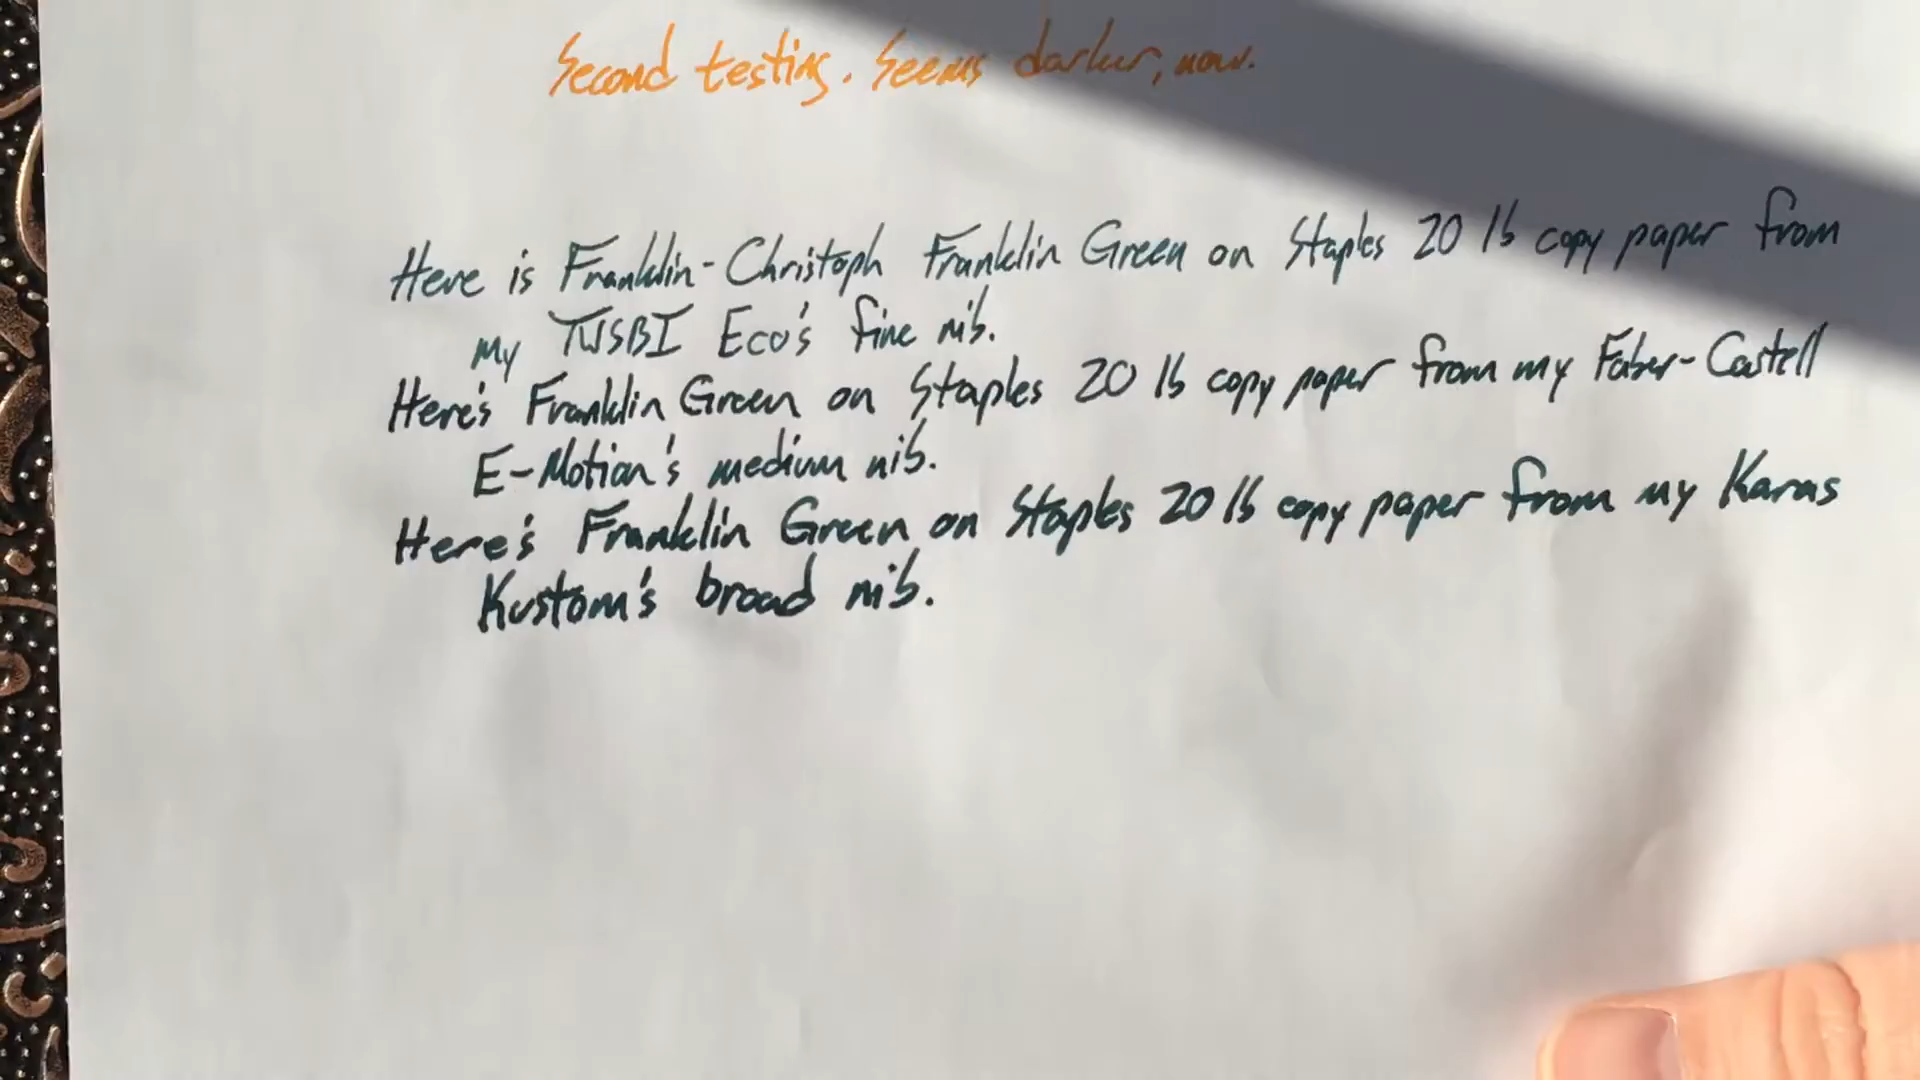 Second testing. Seems darker, now.
Here is Franklin-Christoph Franklin Green on Staples 20 lb copy paper from
my TWSBI Eco's fine nib.
Here's Franklin Green on Staples 20 lb copy paper from my Faber-Castell
E-Motion's medium nib.
Here's Franklin Green on Staples 20 lb copy paper from my Karas
Kustom's broad nib.